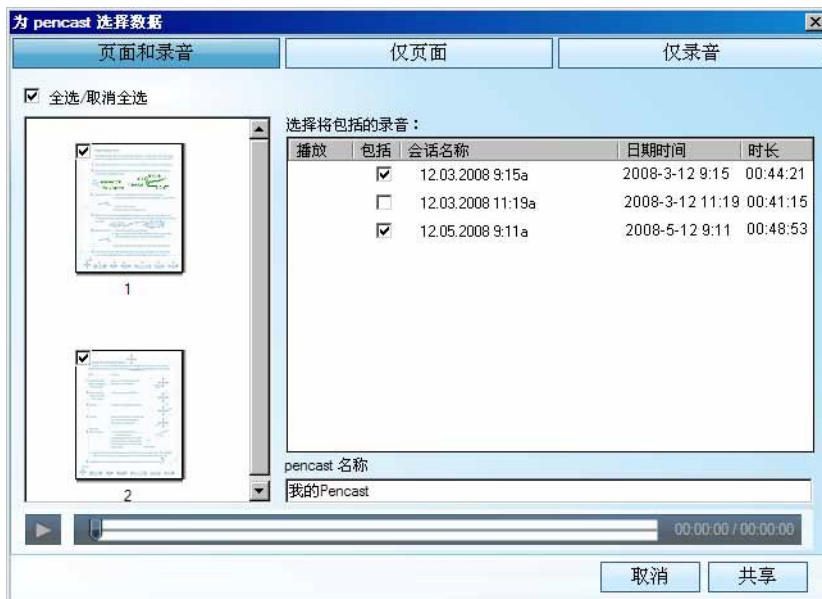 为 pencast 选择数据
页面和录音 仅页面 仅录音
全选/取消全选
选择将包括的录音：
播放 包括 会话名称 日期时间 时长
12.03.2008 9:15a 2008-3-12 9:15 00:44:21
12.03.2008 11:19a 2008-3-12 11:19 00:41:15
12.05.2008 9:11a 2008-5-12 9:11 00:48:53
1
2
pencast 名称
我的Pencast
00:00:00 / 00:00:00
取消 共享